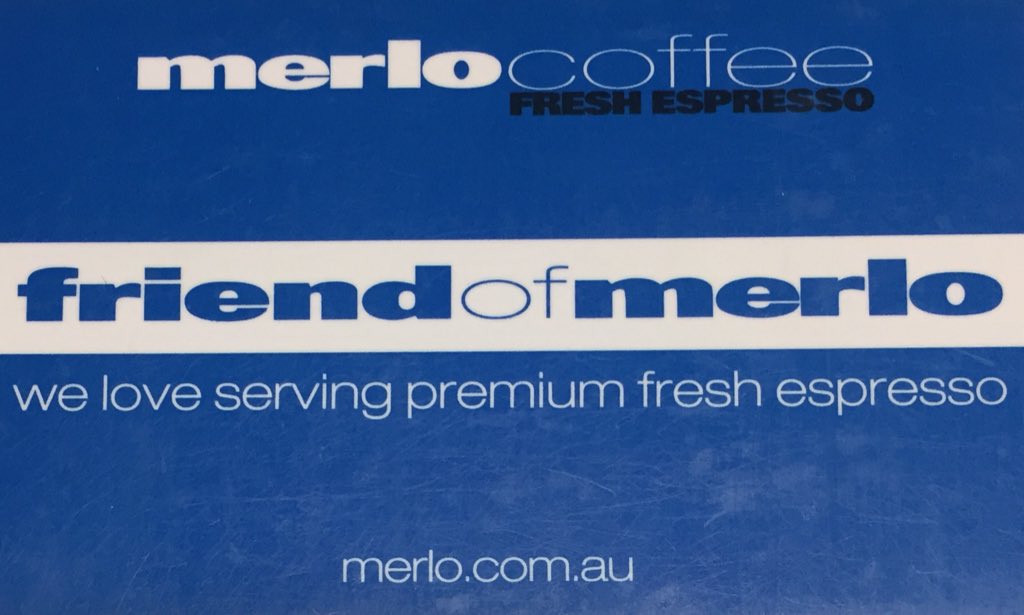 merlocoffee
FRESH ESPRESSO
friendofmerlo
we love serving premium fresh espresso
merlo.com.au